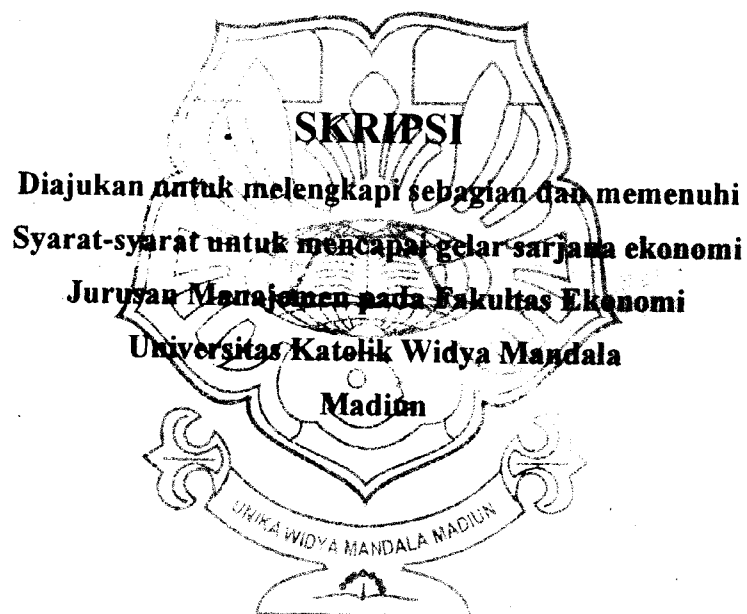 SKRIPSI
Diajukan untuk melengkapi sebagian dan memenuhi
Syarat-syarat untuk mencapai gelar sarjana ekonomi
Jurusan Manajemen pada Fakultas Ekonomi
Universitas Katolik Widya Mandala
Madiun
UNIKA WIDYA MANDALA MADIUN